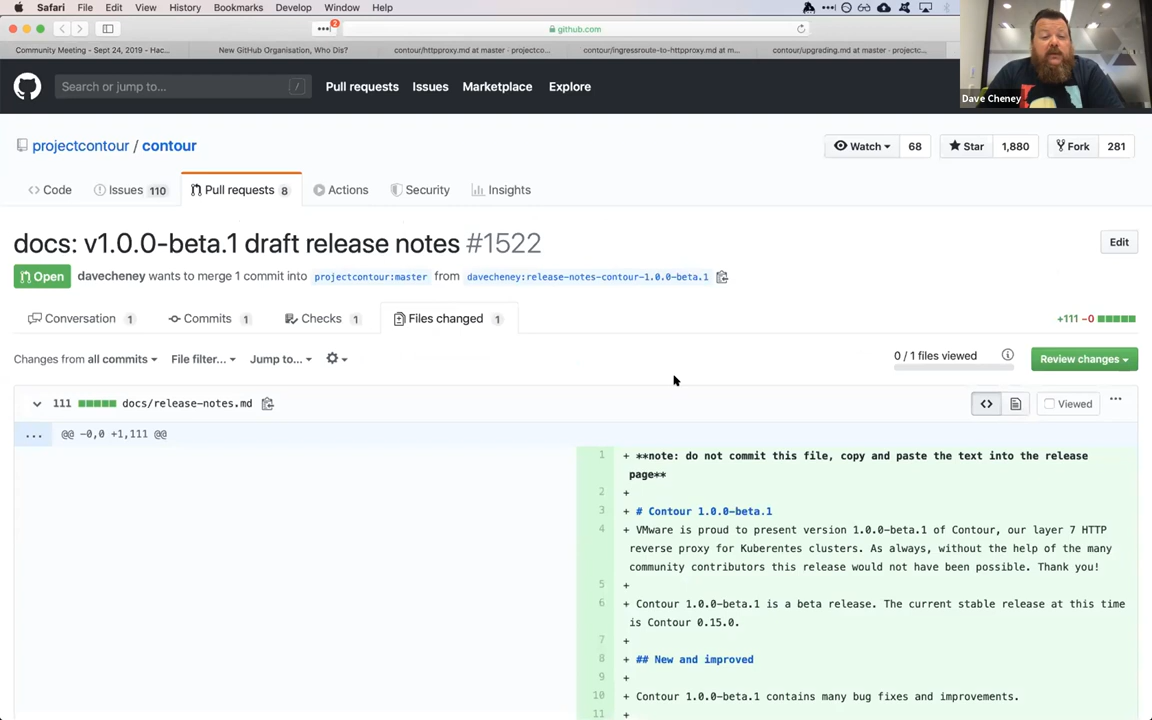 Safari File Edit View History Bookmarks Develop Window Help
2
github.com
Community Meeting - Sep 24, 2019 - Hac...
New GitHub Organisation, Who Dis?
contour/httpproxy.md at master · projectco...
contour/ingressroute-to-httpproxy.md at m...
contour/upgrading.md at master · projectc...
Dave Cheney
Search or jump to... /
Pull requests Issues Marketplace Explore
projectcontour / contour
Watch 68 Star 1,880 Fork 281
Code Issues 110 Pull requests 8 Actions Security Insights
docs: v1.0.0-beta.1 draft release notes #1522
Edit
Open davecheney wants to merge 1 commit into projectcontour:master from davecheney:release-notes-contour-1.0.0-beta.1
Conversation 1 Commits 1 Checks 1 Files changed 1
+111 −0
Changes from all commits File filter... Jump to...
0 / 1 files viewed
Review changes
111 docs/release-notes.md
Viewed ...
... @@ -0,0 +1,111 @@
1 + **note: do not commit this file, copy and paste the text into the release
page**
2 +
3 + # Contour 1.0.0-beta.1
4 + VMware is proud to present version 1.0.0-beta.1 of Contour, our layer 7 HTTP
reverse proxy for Kuberentes clusters. As always, without the help of the many
community contributors this release would not have been possible. Thank you!
5 +
6 + Contour 1.0.0-beta.1 is a beta release. The current stable release at this time
is Contour 0.15.0.
7 +
8 + ## New and improved
9 +
10 + Contour 1.0.0-beta.1 contains many bug fixes and improvements.
11 +